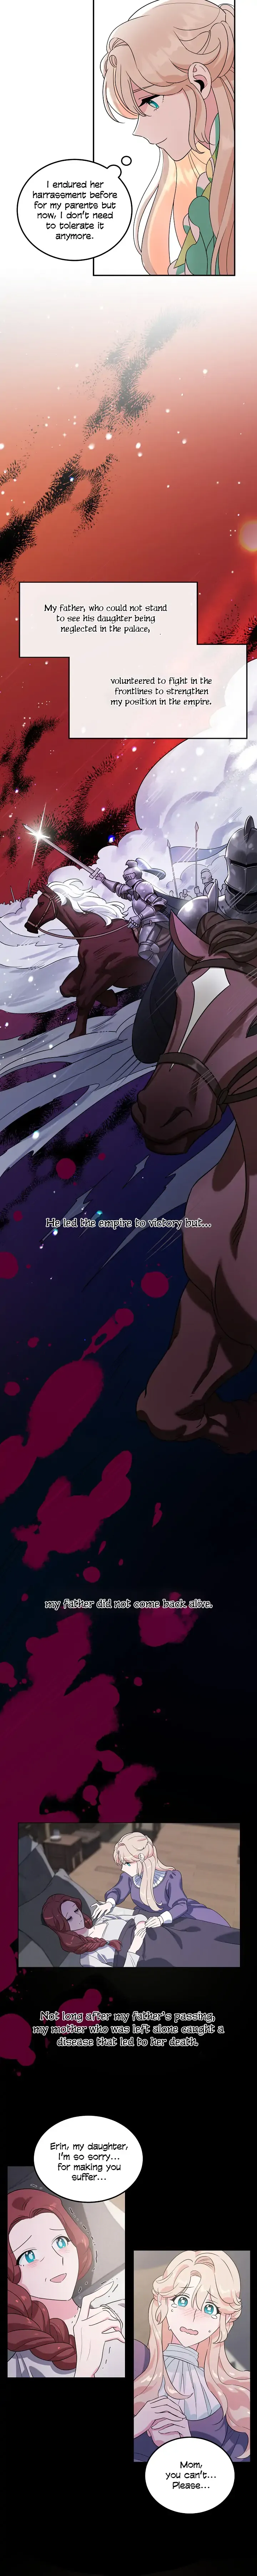 I endured her
harrassment before
for my parents but
now, I don't need
to tolerate it
anymore.
My father, who could not stand
to see his daughter being
neglected in the palace,
volunteered to fight in the
frontlines to strengthen
my position in the empire.
He led the empire to victory but...
my father did not come back alive.
Not long after my father's passing,
my mother who was left alone caught a
disease that led to her death.
Erin, my daughter,
I'm so sorry...
for making you
suffer...
Mom,
you can't...
Please...